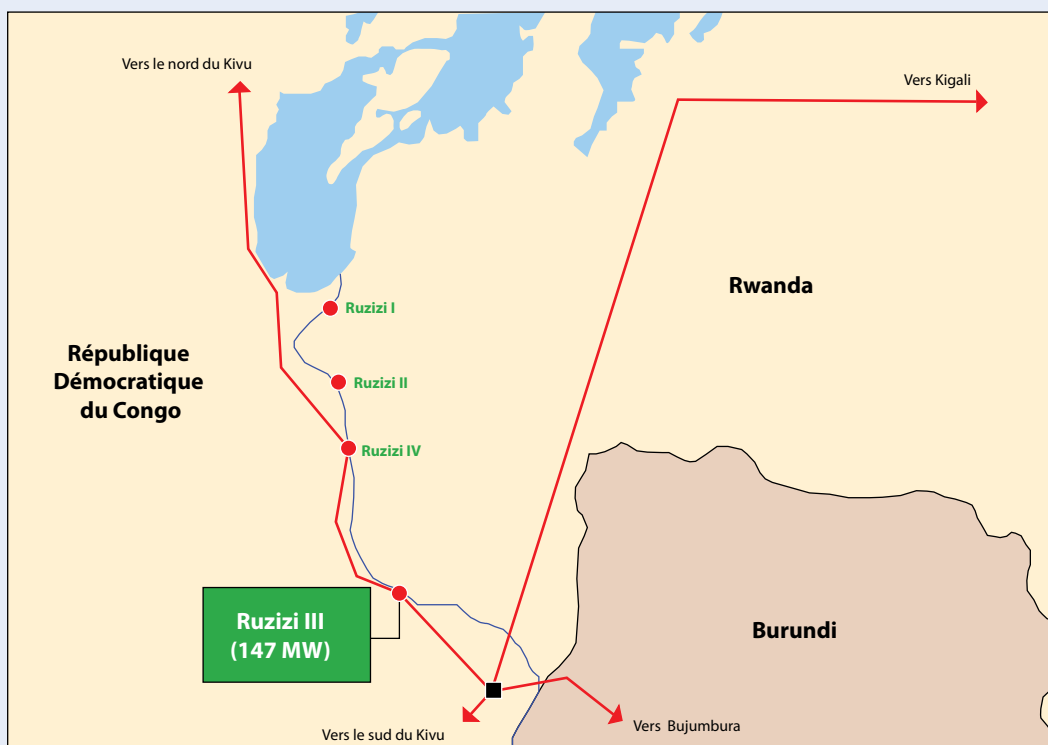 Vers le nord du Kivu
Vers Kigali
Rwanda
Ruzizi I
République
Démocratique
du Congo
Ruzizi II
Ruzizi IV
Ruzizi III
(147 MW)
Burundi
Vers le sud du Kivu
Vers Bujumbura